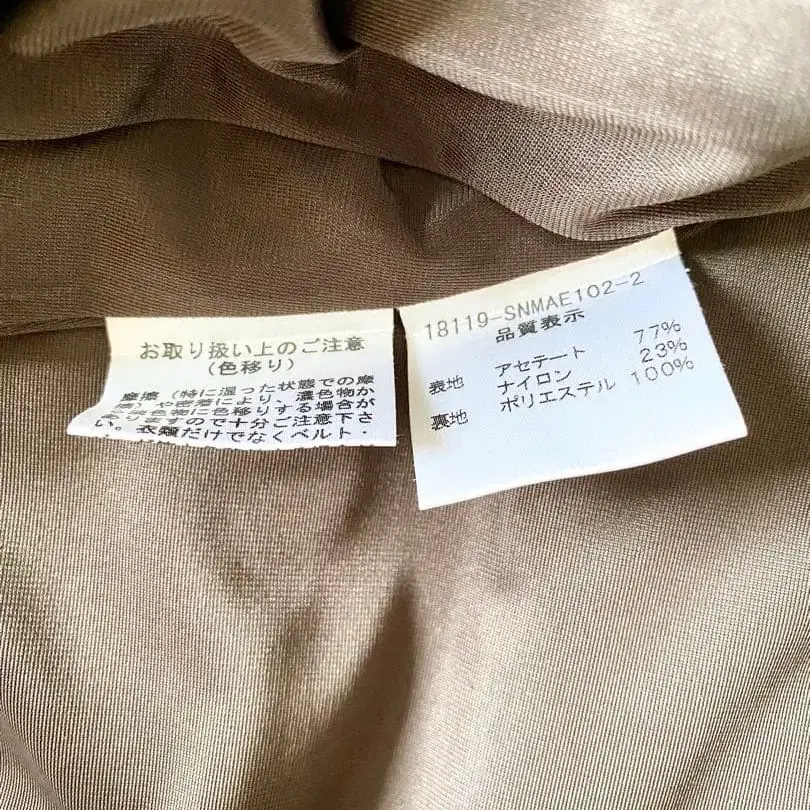 お取り扱い上のご注意
(色移り)
摩擦(特に湿った状態での摩
や密着により、濃色物か
淡色物に色移りする場合が
ありますので十分ご注意下さ
い。衣類だけでなくベルト・
18119-SNMAE102-2
品質表示
表地 アセテート 77%
ナイロン 23%
裏地 ポリエステル 100%